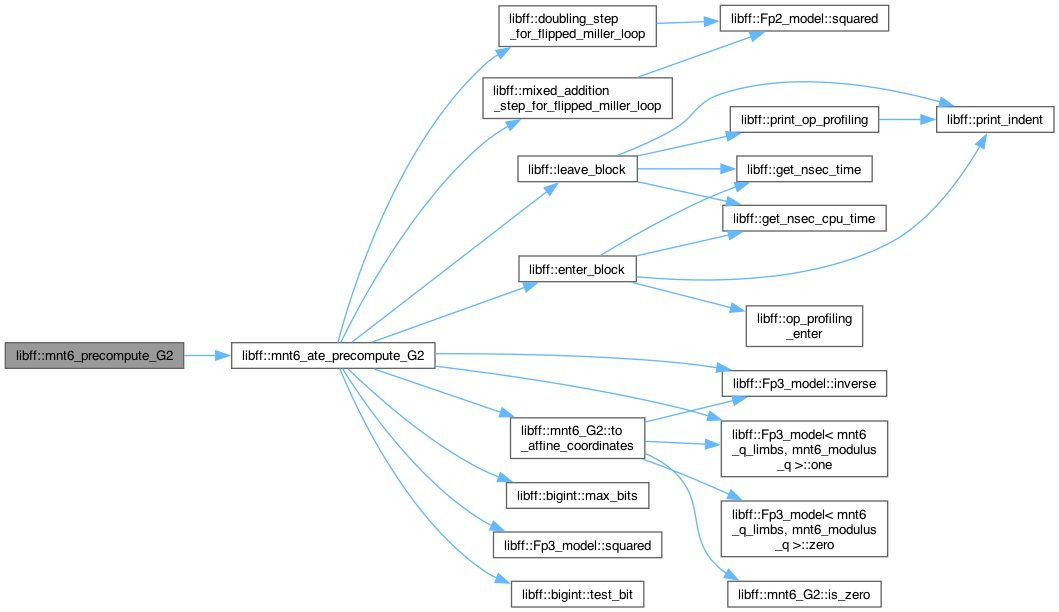 libff::mnt6_precompute_G2
libff::mnt6_ate_precompute_G2
libff::doubling_step
_for_flipped_miller_loop
libff::mixed_addition
_step_for_flipped_miller_loop
libff::leave_block
libff::enter_block
libff::mnt6_G2::to
_affine_coordinates
libff::bigint::max_bits
libff::Fp3_model::squared
libff::bigint::test_bit
libff::Fp2_model::squared
libff::print_op_profiling
libff::get_nsec_time
libff::get_nsec_cpu_time
libff::op_profiling
_enter
libff::Fp3_model::inverse
libff::Fp3_model< mnt6
_q_limbs, mnt6_modulus
_q >::one
libff::Fp3_model< mnt6
_q_limbs, mnt6_modulus
_q >::zero
libff::mnt6_G2::is_zero
libff::print_indent